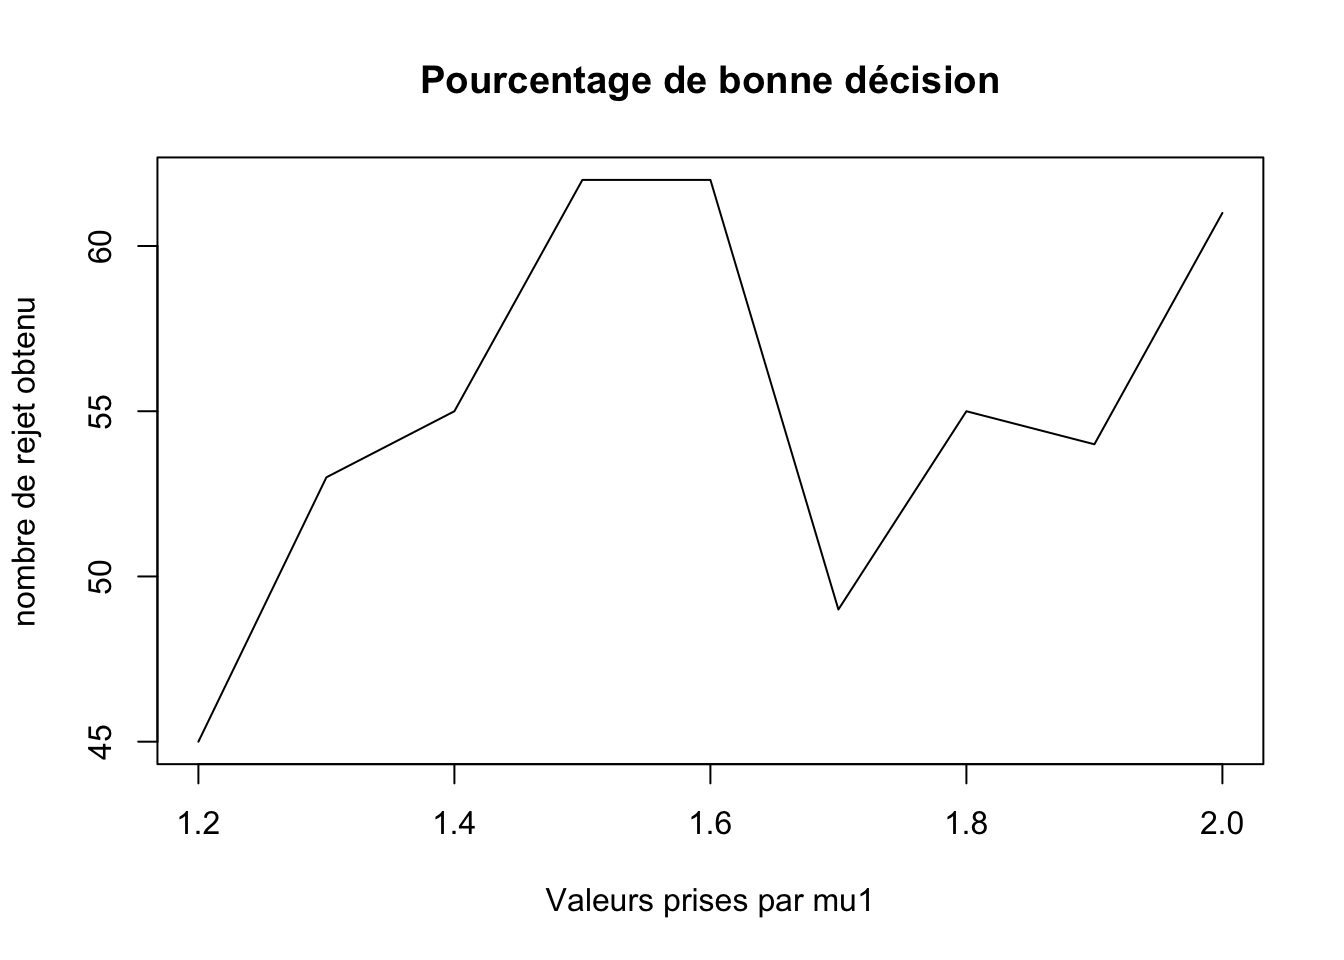 Pourcentage de bonne décision
nombre de rejet obtenu
60
55
50
45
1.2 1.4 1.6 1.8 2.0
Valeurs prises par mu1